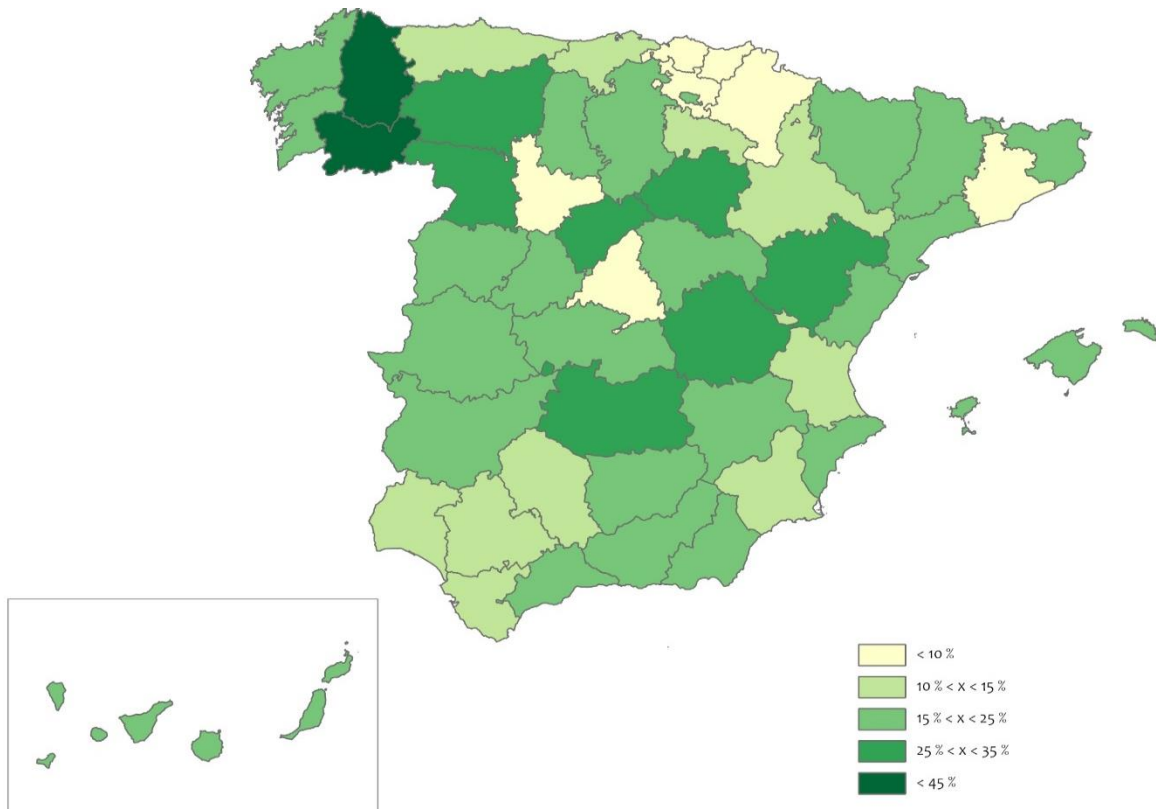 < 10 %
10 % < x < 15 %
15 % < x < 25 %
25 % < x < 35 %
< 45 %